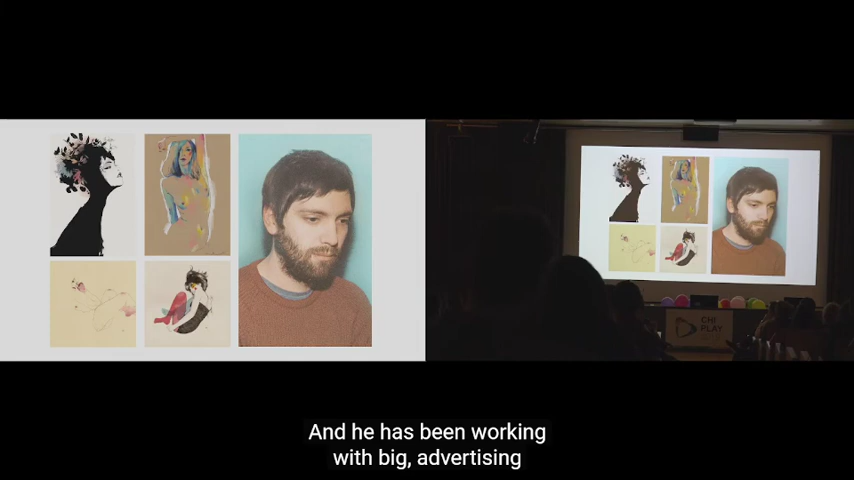 CHI
PLAY
And he has been working
with big, advertising